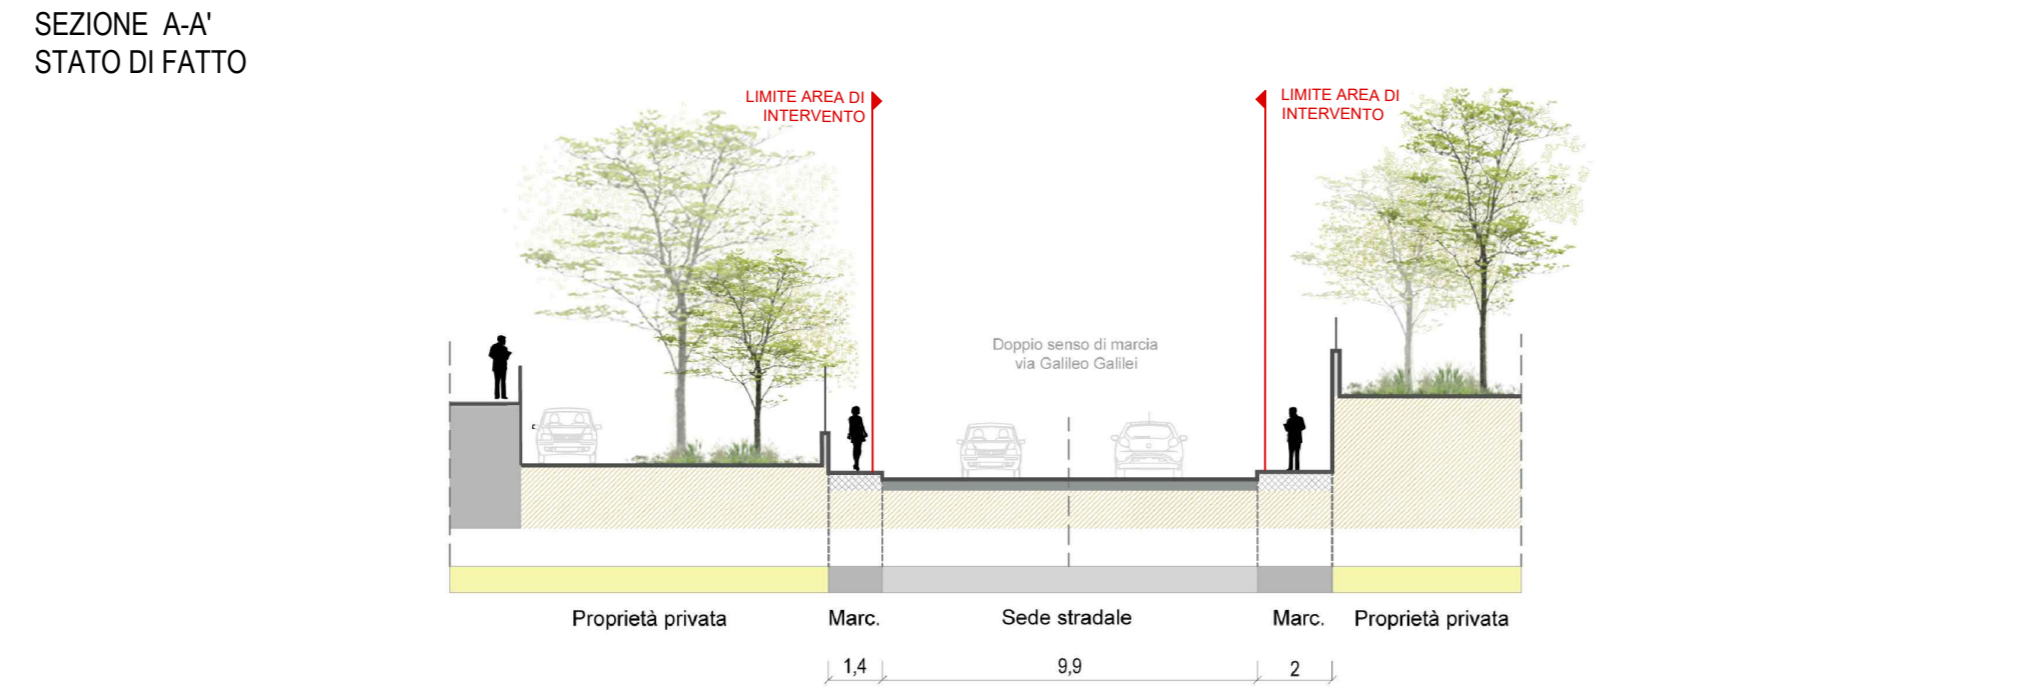 SEZIONE A-A'
STATO DI FATTO
LIMITE AREA DI
INTERVENTO
LIMITE AREA DI
INTERVENTO
Doppio senso di marcia
via Galileo Galilei
Proprietà privata
Marc.
Sede stradale
Marc.
Proprietà privata
1,4
9,9
2